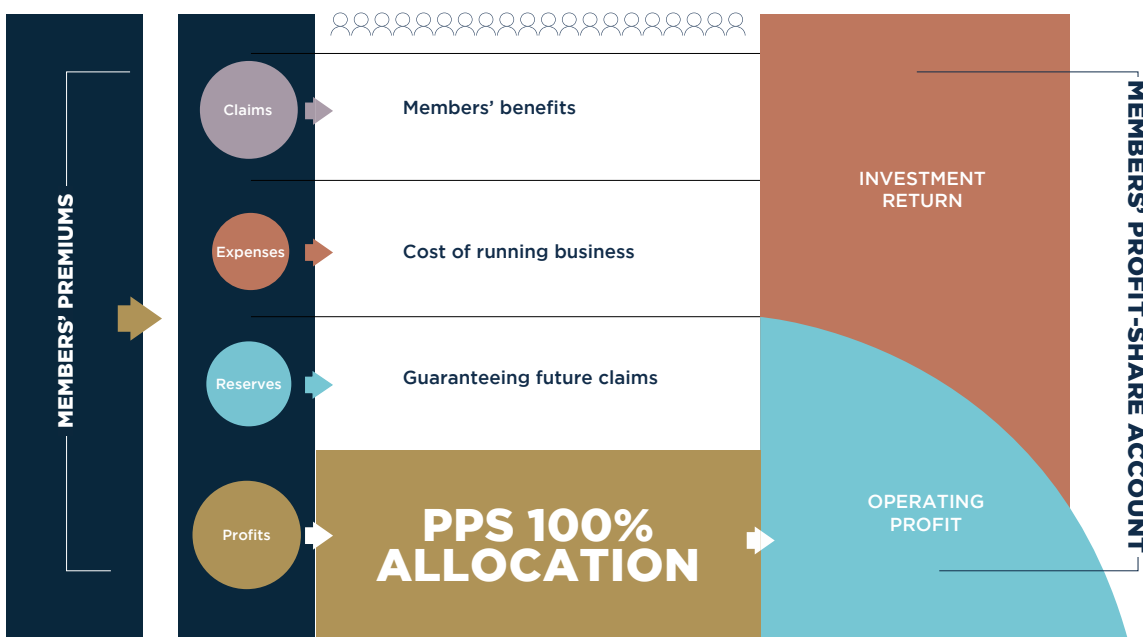 MEMBERS' PREMIUMS
Claims
Members' benefits
Expenses
Cost of running business
Reserves
Guaranteeing future claims
Profits
PPS 100%
ALLOCATION
INVESTMENT
RETURN
OPERATING
PROFIT
MEMBERS' PROFIT-SHARE ACCOUNT